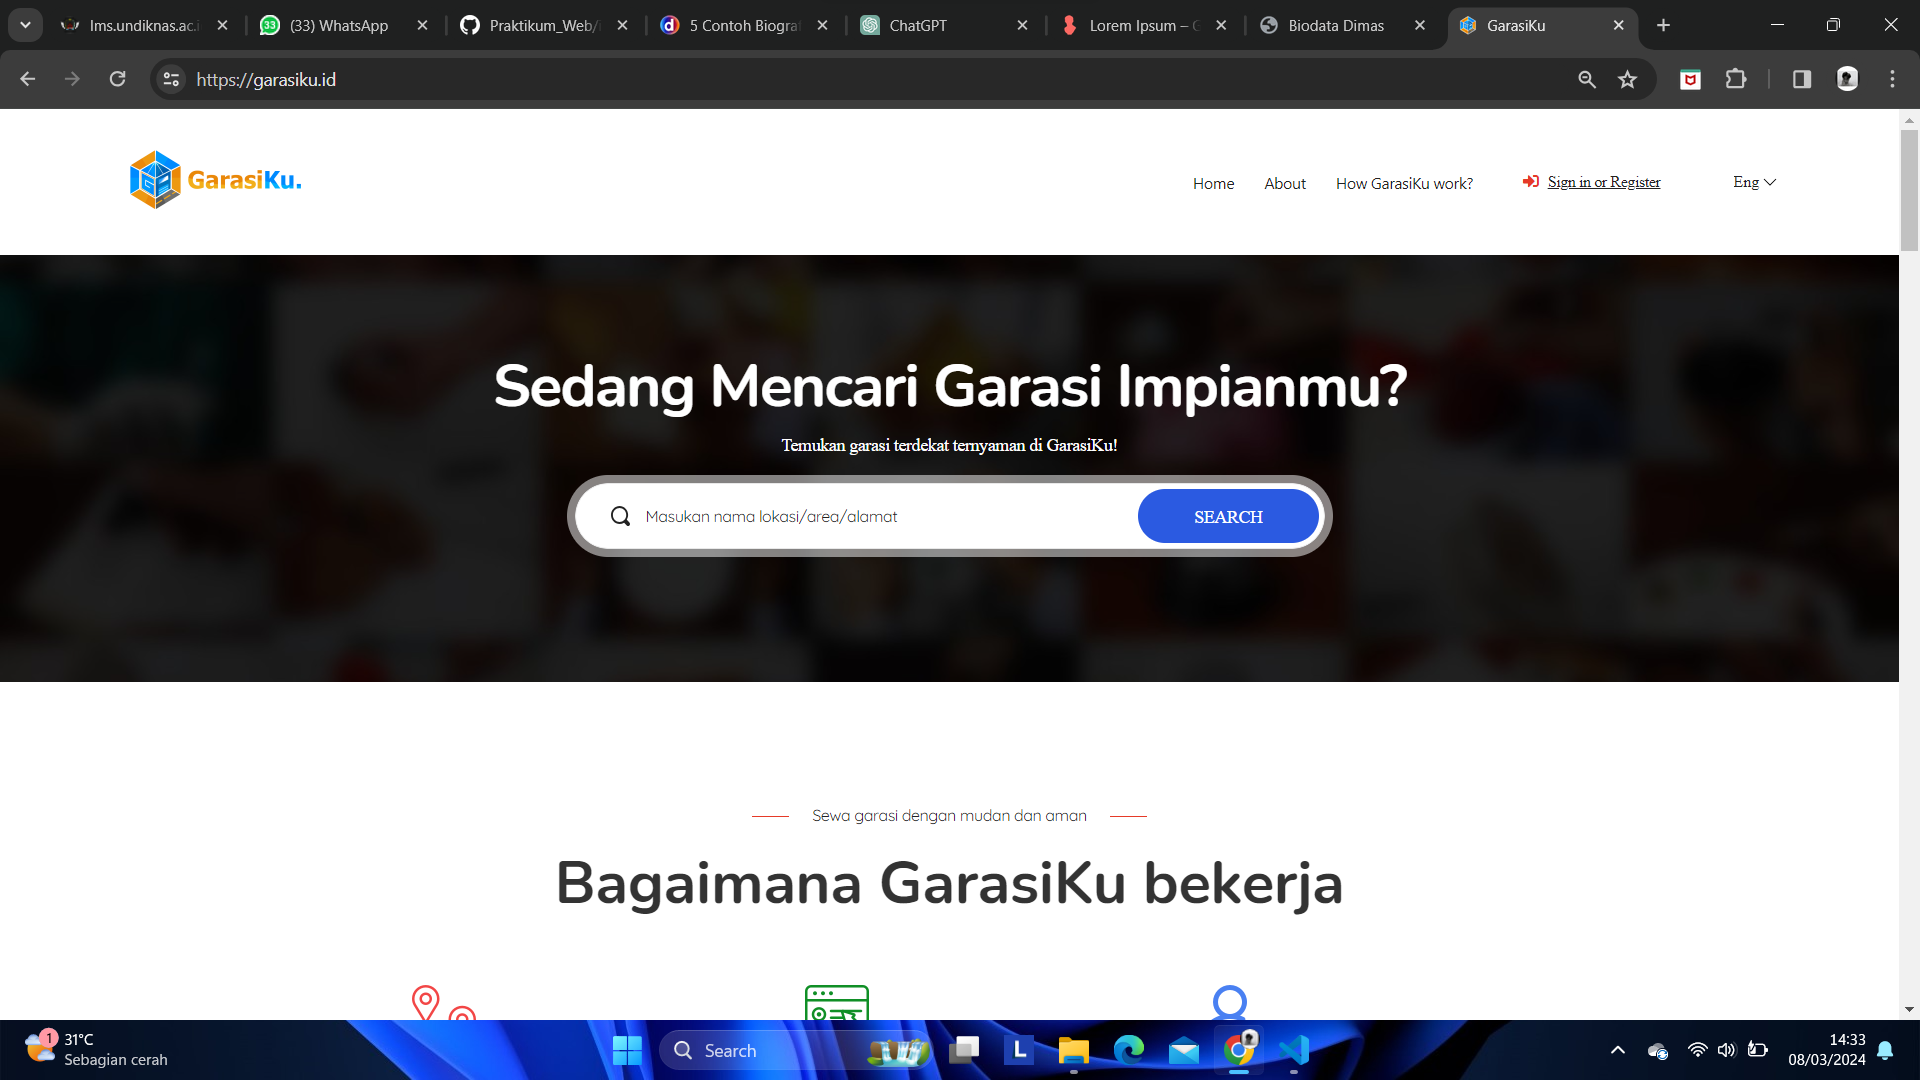 lms.undiknas.ac.i
(33) WhatsApp
Praktikum_Web/i
5 Contoh Biograf
ChatGPT
Lorem Ipsum – G
Biodata Dimas
GarasiKu
https://garasiku.id
GarasiKu.
Home
About
How GarasiKu work?
Sign in or Register
Eng
Sedang Mencari Garasi Impianmu?
Temukan garasi terdekat ternyaman di GarasiKu!
Masukan nama lokasi/area/alamat
SEARCH
Sewa garasi dengan mudan dan aman
Bagaimana GarasiKu bekerja
1
31°C
Sebagian cerah
Search
L
14:33
08/03/2024